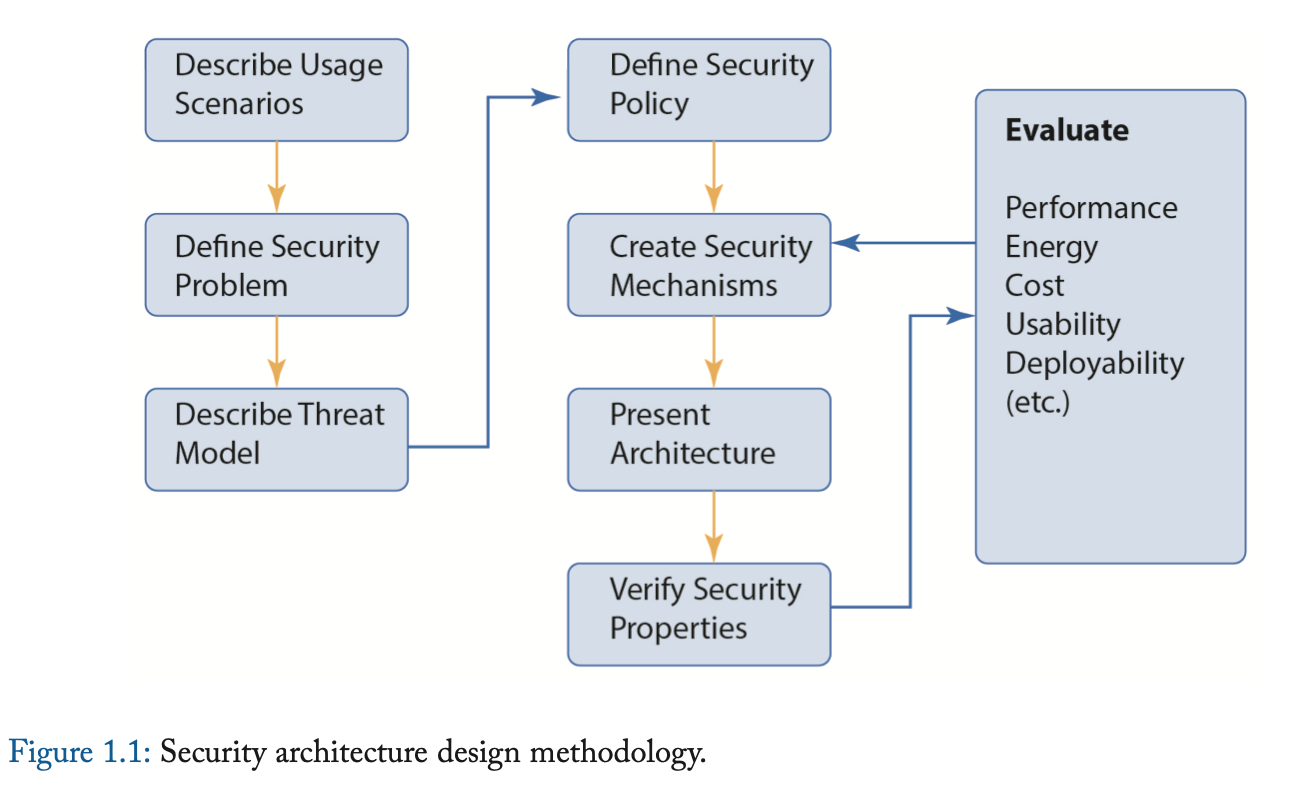 Describe Usage
Scenarios
Define Security
Problem
Describe Threat
Model
Define Security
Policy
Create Security
Mechanisms
Present
Architecture
Verify Security
Properties
Evaluate
Performance
Energy
Cost
Usability
Deployability
(etc.)
Figure 1.1: Security architecture design methodology.